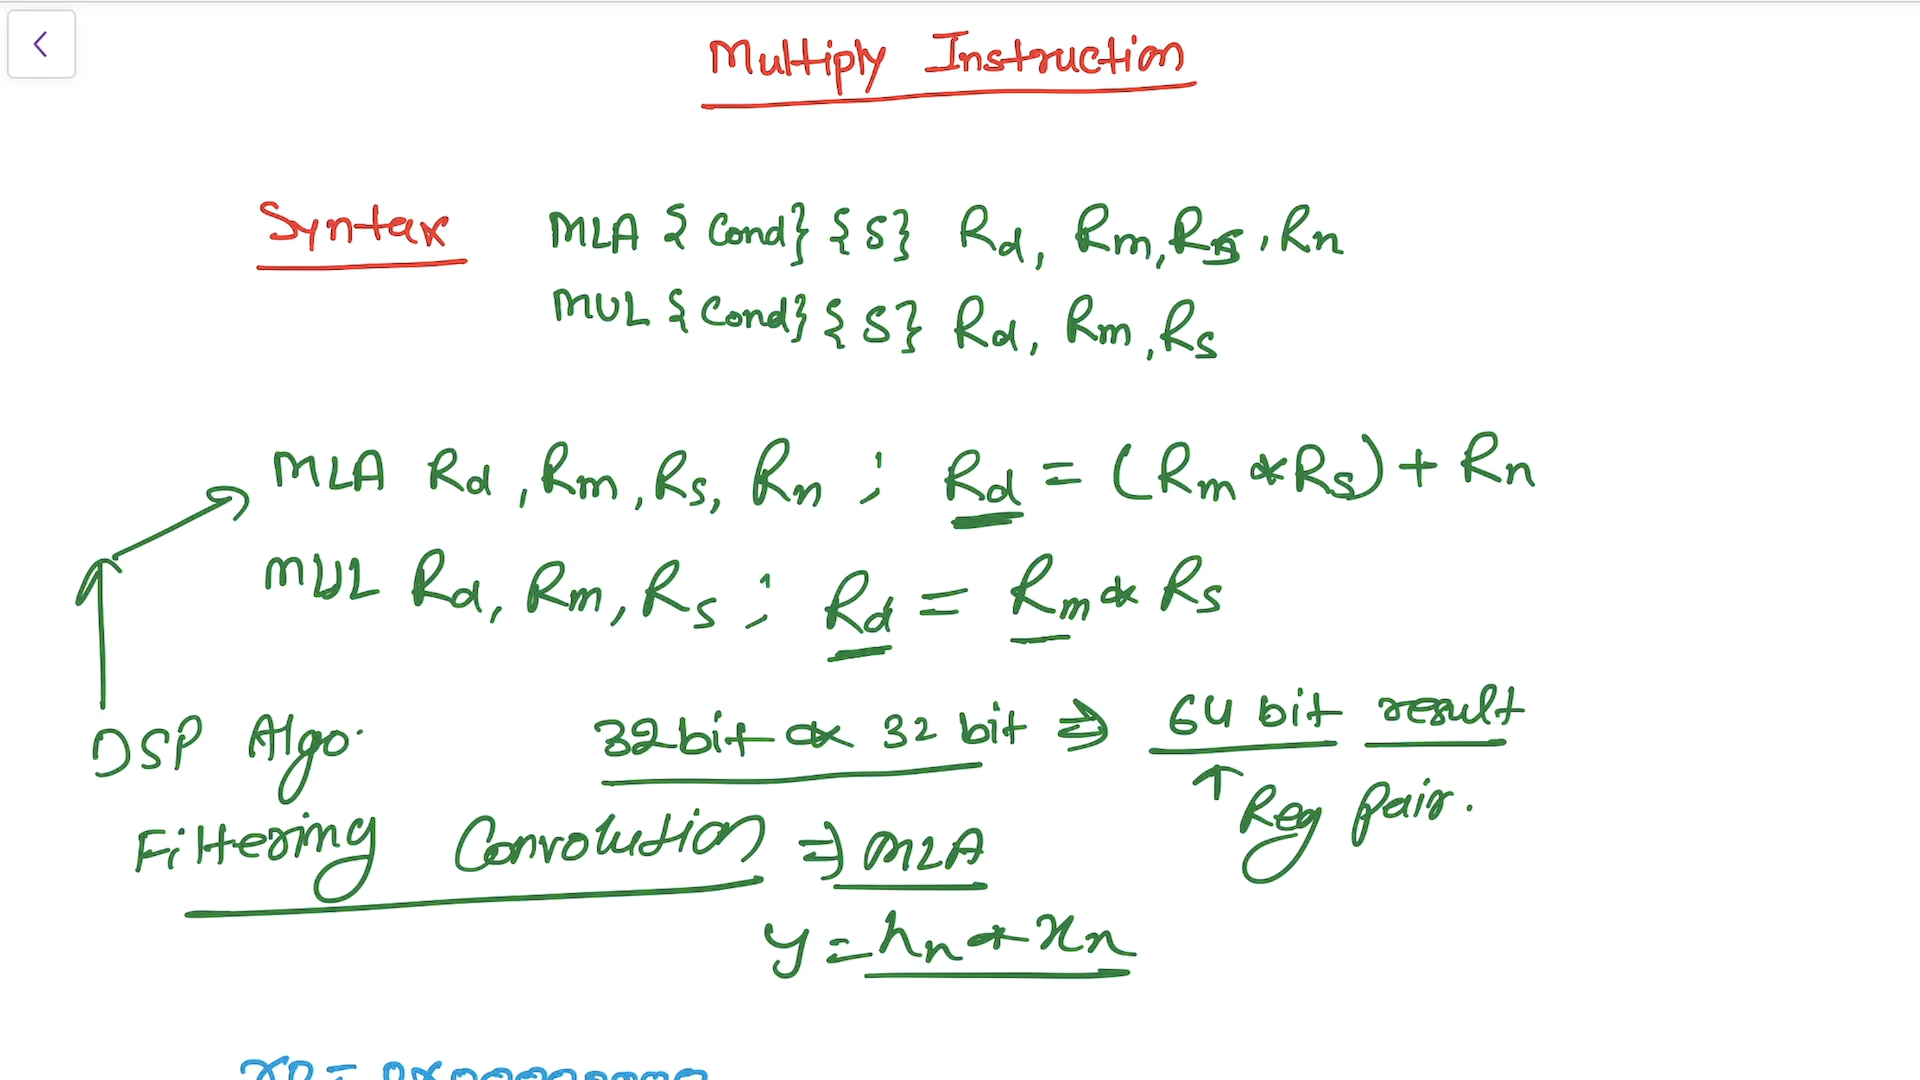 Multiply Instruction
Syntax MLA {Cond} {S} Rd, Rm, Rs, Rn
MUL {Cond} {S} Rd, Rm, Rs
MLA Rd, Rm, Rs, Rn ; Rd = (Rm * Rs) + Rn
MUL Rd, Rm, Rs ; Rd = Rm * Rs
DSP Algo. 32bit * 32 bit ⇒ 64 bit result
↑ Reg pair.
Filtering Convolution ⇒ MLA
y = hn * xn